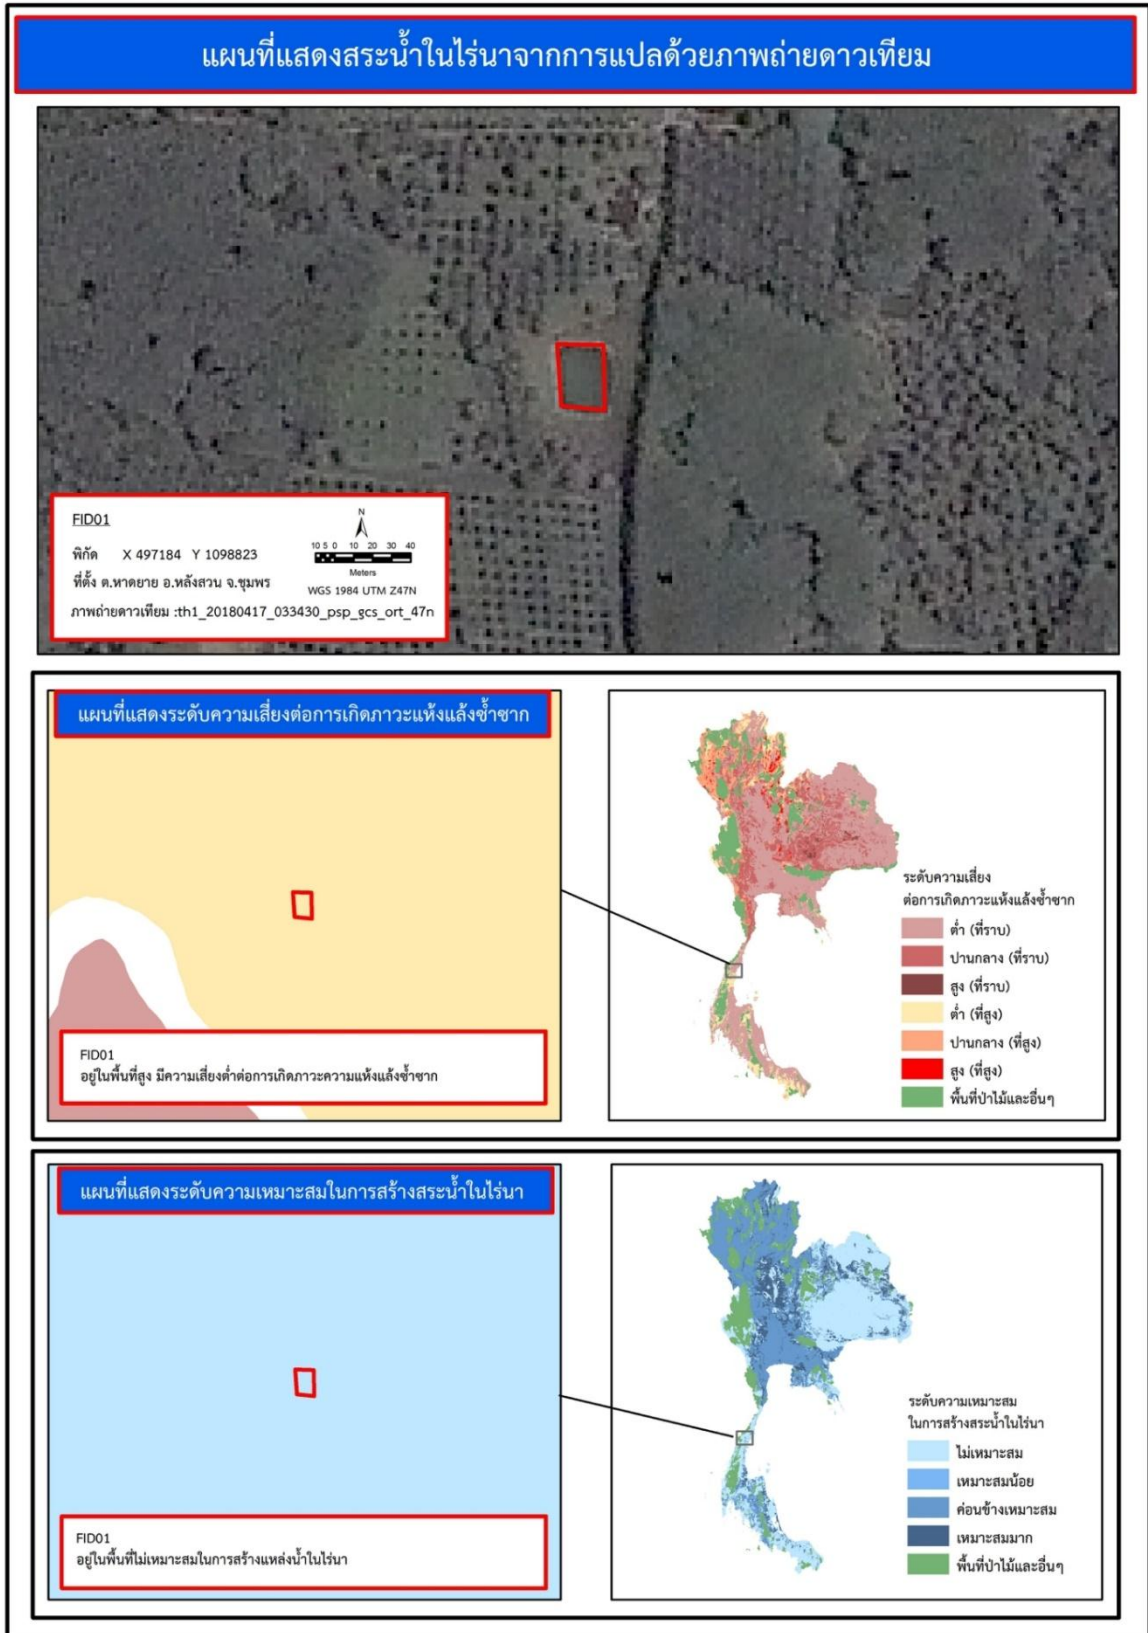 แผนที่แสดงสระน้ำในไร่นาจากการแปลด้วยภาพถ่ายดาวเทียม
FID01
พิกัด X 497184 Y 1098823
ที่ตั้ง ต.หาดยาย อ.หลังสวน จ.ชุมพร
ภาพถ่ายดาวเทียม :th1_20180417_033430_psp_gcs_ort_47n
N
10 5 0 10 20 30 40
Meters
WGS 1984 UTM Z47N
แผนที่แสดงระดับความเสี่ยงต่อการเกิดภาวะแห้งแล้งซ้ำซาก
FID01
อยู่ในพื้นที่สูง มีความเสี่ยงต่ำต่อการเกิดภาวะความแห้งแล้งซ้ำซาก
ระดับความเสี่ยง
ต่อการเกิดภาวะแห้งแล้งซ้ำซาก
ต่ำ (ที่ราบ)
ปานกลาง (ที่ราบ)
สูง (ที่ราบ)
ต่ำ (ที่สูง)
ปานกลาง (ที่สูง)
สูง (ที่สูง)
พื้นที่ป่าไม้และอื่นๆ
แผนที่แสดงระดับความเหมาะสมในการสร้างสระน้ำในไร่นา
FID01
อยู่ในพื้นที่ไม่เหมาะสมในการสร้างแหล่งน้ำในไร่นา
ระดับความเหมาะสม
ในการสร้างสระน้ำในไร่นา
ไม่เหมาะสม
เหมาะสมน้อย
ค่อนข้างเหมาะสม
เหมาะสมมาก
พื้นที่ป่าไม้และอื่นๆ